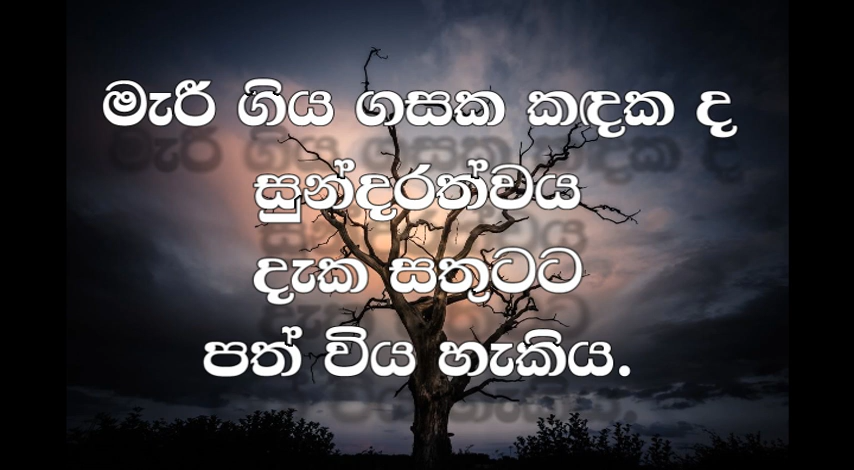 මැරී ගිය ගසක කඳක ද
සුන්දරත්වය
දැක සතුටට
පත් විය හැකිය.